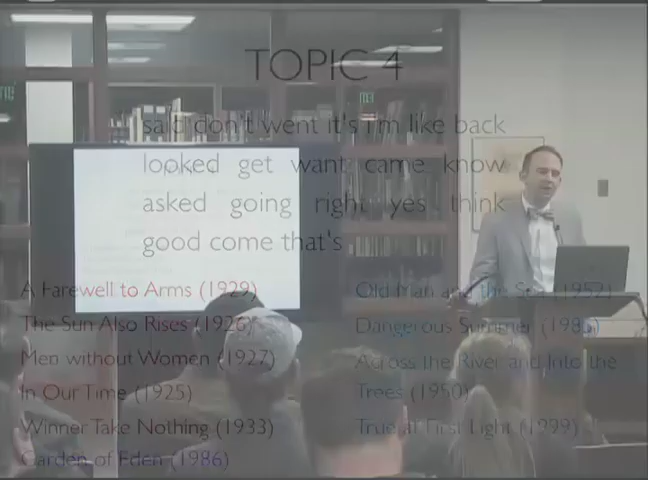 TOPIC 4
said don't went it's i'm like back
looked get want came know
asked going right yes think
good come that's
A Farewell to Arms (1929)
The Sun Also Rises (1926)
Men without Women (1927)
In Our Time (1925)
Winner Take Nothing (1933)
Garden of Eden (1986)
Old Man and the Sea (1952)
Dangerous Summer (1985)
Across the River and Into the
Trees (1950)
True at First Light (1999)